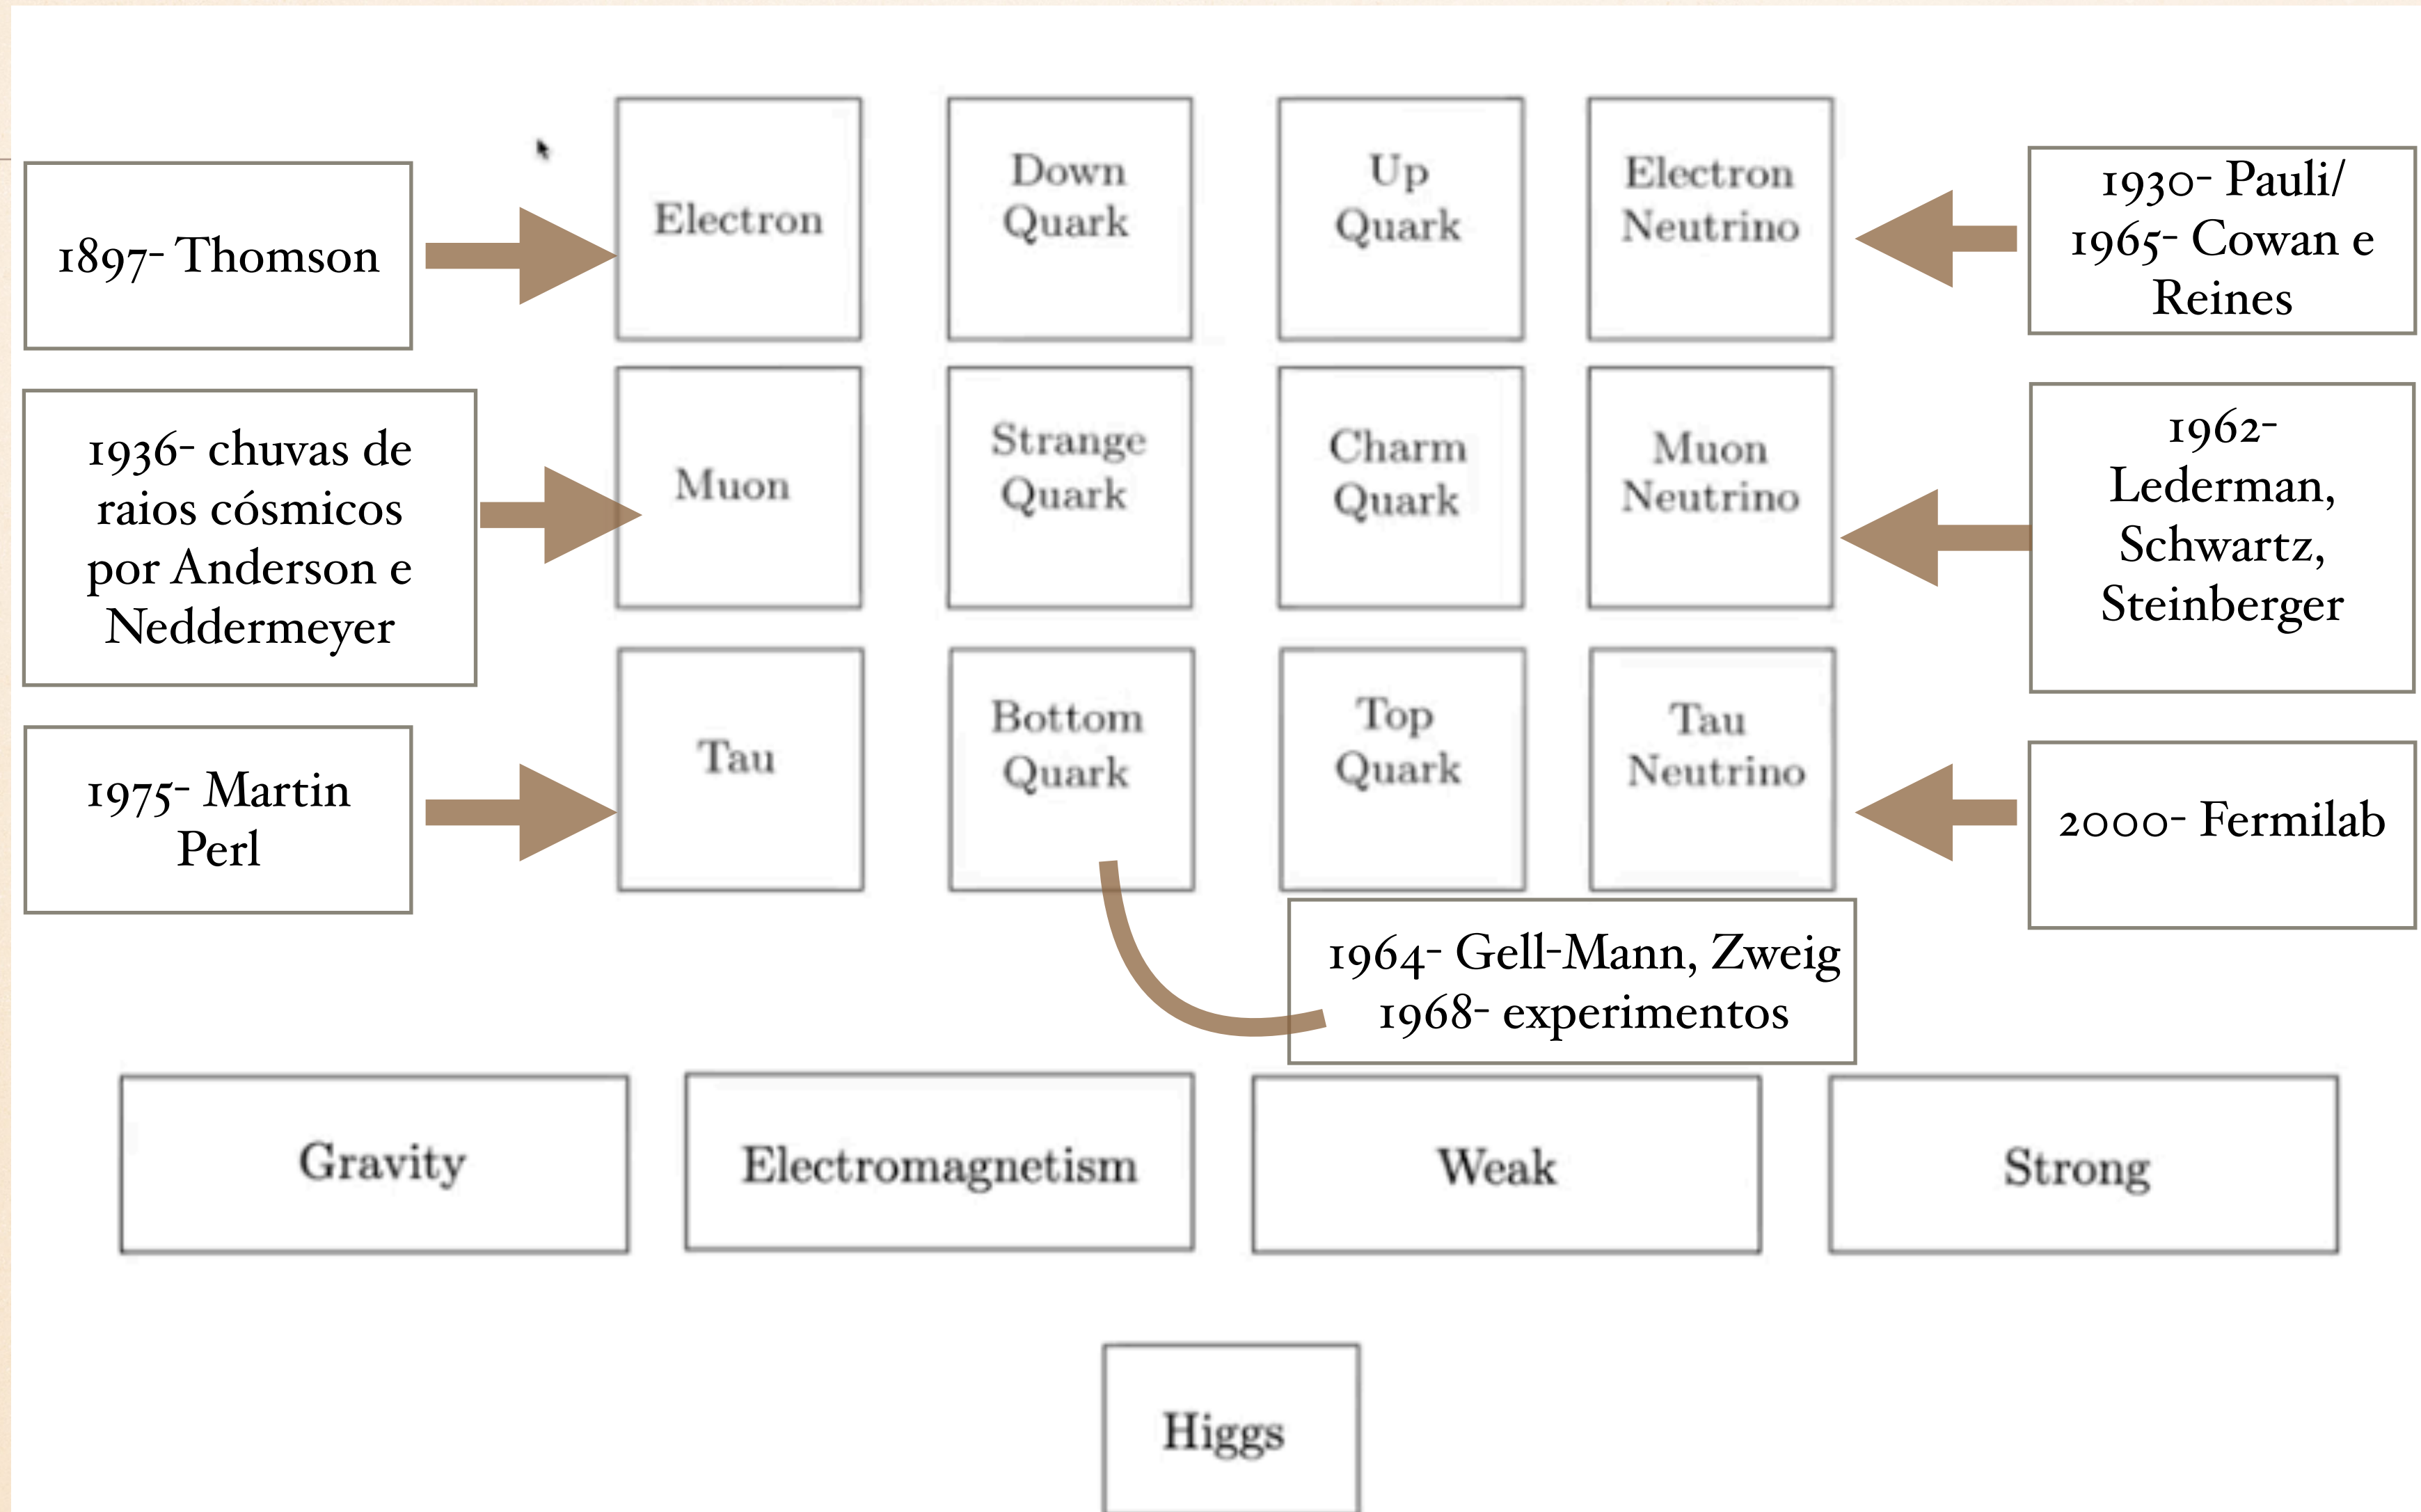 1897- Thomson
Electron
Down
Quark
Up
Quark
Electron
Neutrino
1930- Pauli/
1965- Cowan e
Reines
1936- chuvas de
raios cósmicos
por Anderson e
Neddermeyer
Muon
Strange
Quark
Charm
Quark
Muon
Neutrino
1962-
Lederman,
Schwartz,
Steinberger
1975- Martin
Perl
Tau
Bottom
Quark
Top
Quark
Tau
Neutrino
2000- Fermilab
1964- Gell-Mann, Zweig
1968- experimentos
Gravity
Electromagnetism
Weak
Strong
Higgs